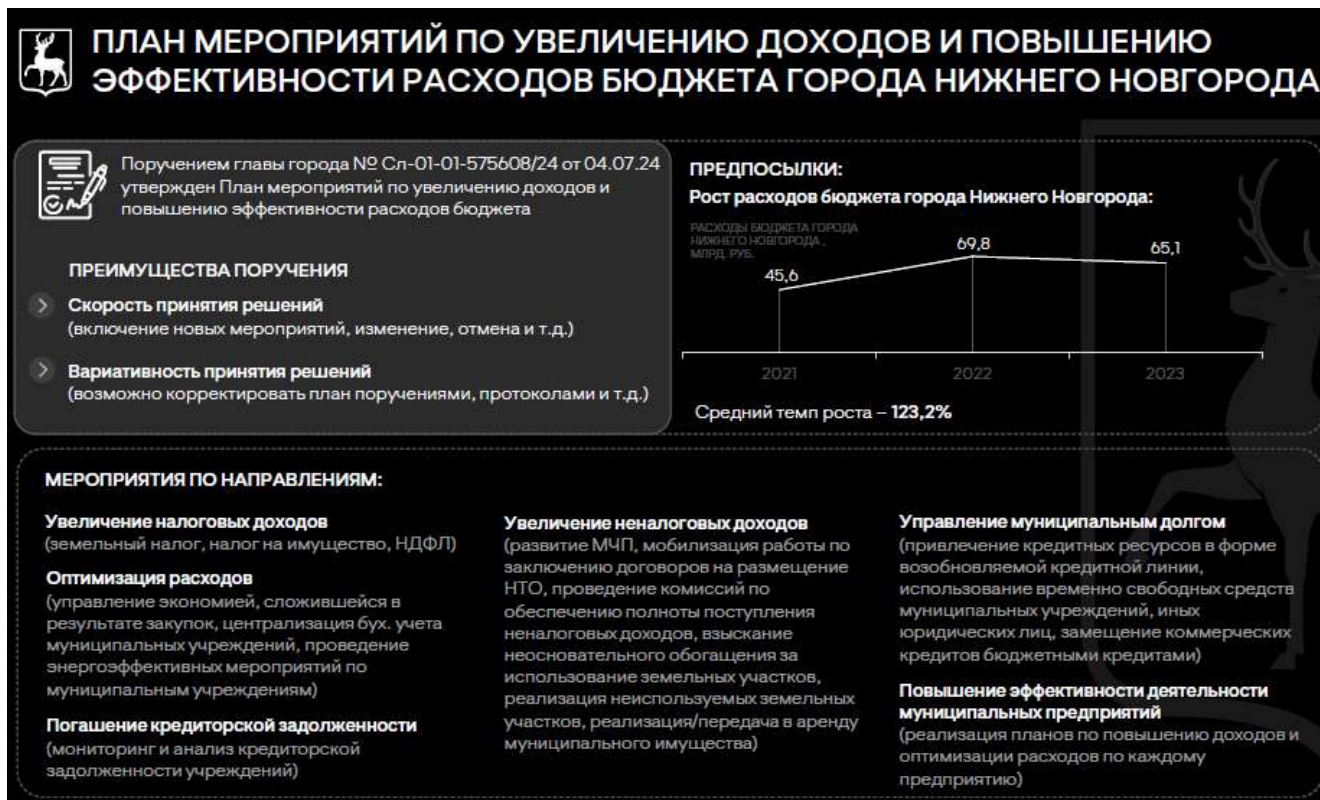 ПЛАН МЕРОПРИЯТИЙ ПО УВЕЛИЧЕНИЮ ДОХОДОВ И ПОВЫШЕНИЮ
ЭФФЕКТИВНОСТИ РАСХОДОВ БЮДЖЕТА ГОРОДА НИЖНЕГО НОВГОРОДА
Поручением главы города № Сл-01-01-575608/24 от 04.07.24
утвержден План мероприятий по увеличению доходов и
повышению эффективности расходов бюджета
ПРЕИМУЩЕСТВА ПОРУЧЕНИЯ
Скорость принятия решений
(включение новых мероприятий, изменение, отмена и т.д.)
Вариативность принятия решений
(возможно корректировать план поручениями, протоколами и т.д.)
ПРЕДПОСЫЛКИ:
Рост расходов бюджета города Нижнего Новгорода:
РАСХОДЫ БЮДЖЕТА ГОРОДА
НИЖНЕГО НОВГОРОДА ,
МЛРД. РУБ.
45,6
69,8
65,1
2021
2022
2023
Средний темп роста – 123,2%
МЕРОПРИЯТИЯ ПО НАПРАВЛЕНИЯМ:
Увеличение налоговых доходов
(земельный налог, налог на имущество, НДФЛ)
Оптимизация расходов
(управление экономией, сложившейся в
результате закупок, централизация бух. учета
муниципальных учреждений, проведение
энергоэффективных мероприятий по
муниципальным учреждениям)
Погашение кредиторской задолженности
(мониторинг и анализ кредиторской
задолженности учреждений)
Увеличение неналоговых доходов
(развитие МЧП, мобилизация работы по
заключению договоров на размещение
НТО, проведение комиссий по
обеспечению полноты поступления
неналоговых доходов, взыскание
неосновательного обогащения за
использование земельных участков,
реализация неиспользуемых земельных
участков, реализация/передача в аренду
муниципального имущества)
Управление муниципальным долгом
(привлечение кредитных ресурсов в форме
возобновляемой кредитной линии,
использование временно свободных средств
муниципальных учреждений, иных
юридических лиц, замещение коммерческих
кредитов бюджетными кредитами)
Повышение эффективности деятельности
муниципальных предприятий
(реализация планов по повышению доходов и
оптимизации расходов по каждому
предприятию)